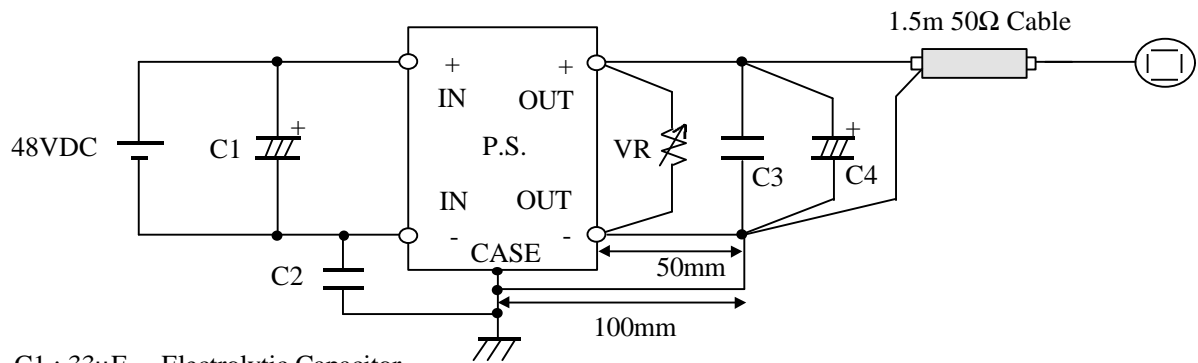 1.5m 50Ω Cable
+ +
IN OUT
48VDC C1 + P.S. VR C3 + C4
IN OUT
- -
CASE
C2 50mm
100mm
C1 : 33μF Electrolytic Capacitor